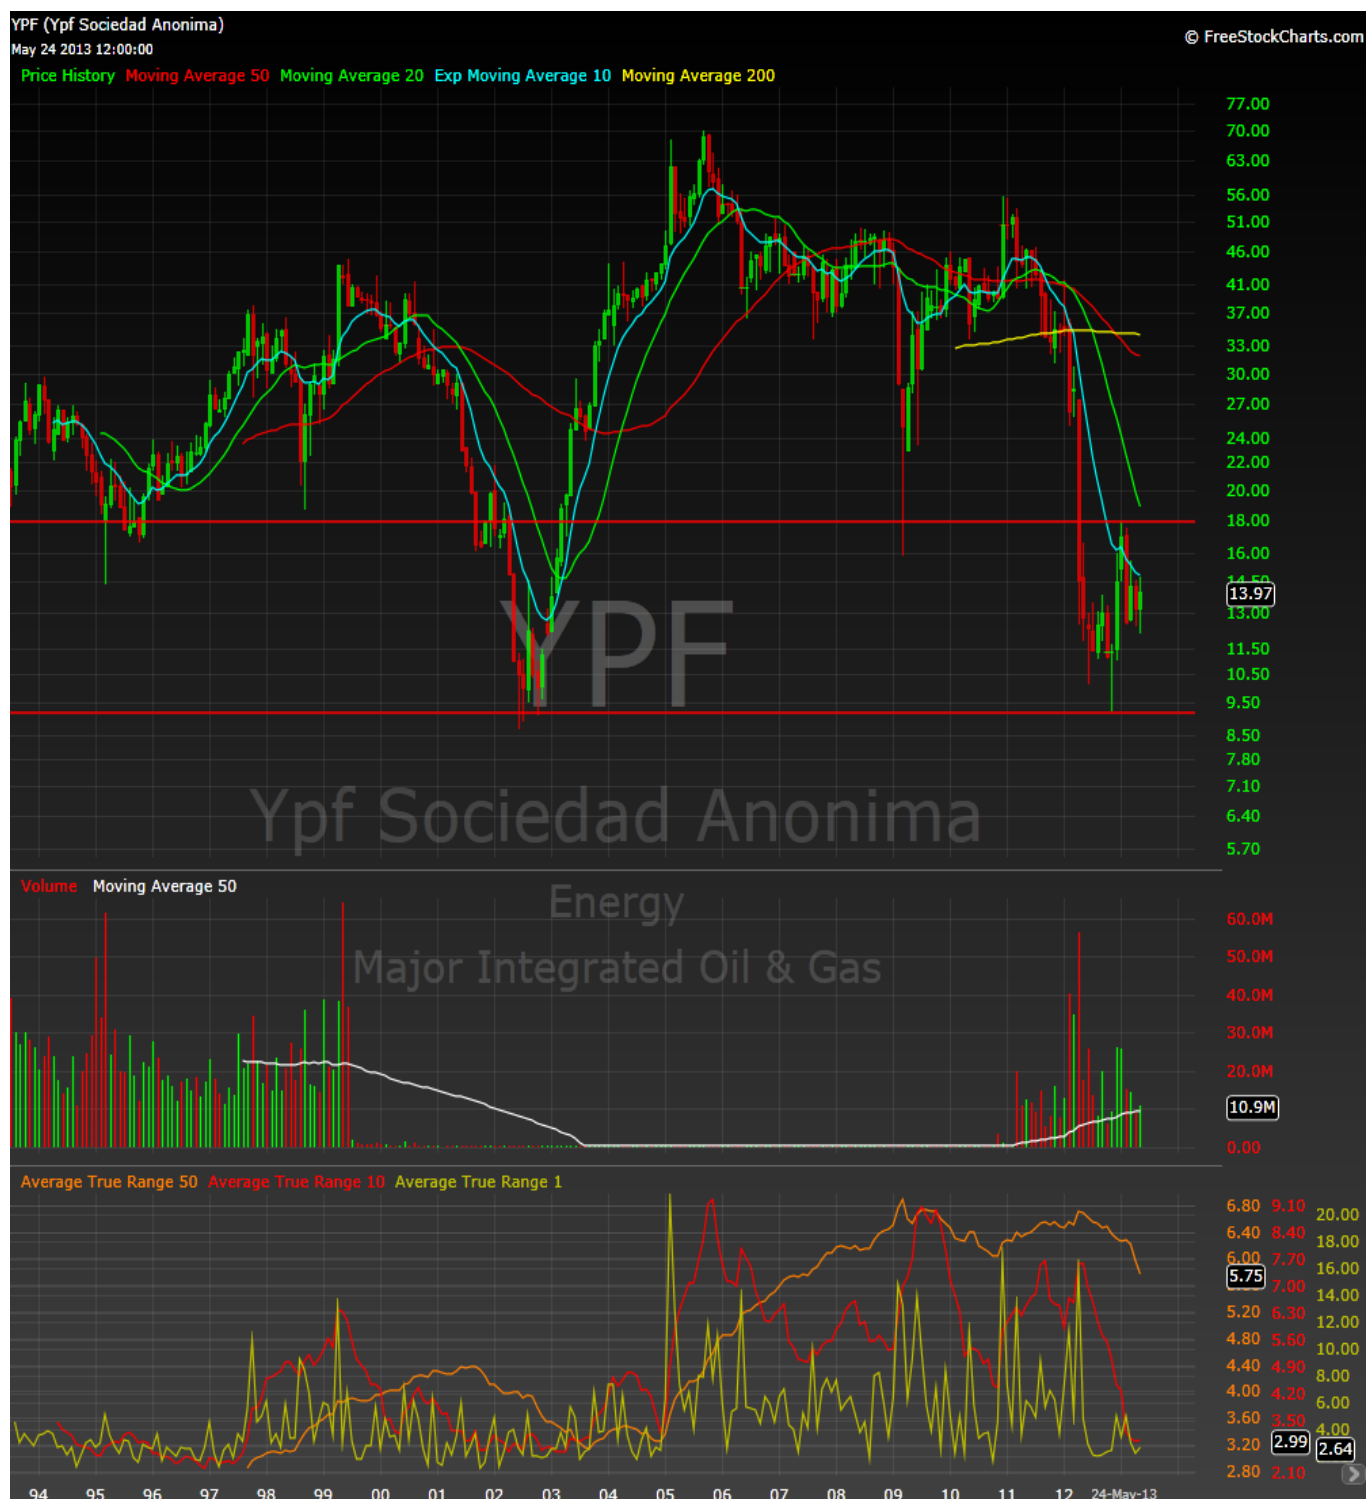 YPF (Ypf Sociedad Anonima)
May 24 2013 12:00:00
© FreeStockCharts.com
Price History Moving Average 50 Moving Average 20 Exp Moving Average 10 Moving Average 200
77.00
70.00
63.00
56.00
51.00
46.00
41.00
37.00
33.00
30.00
27.00
24.00
22.00
20.00
18.00
16.00
14.50
13.97
13.00
11.50
10.50
9.50
8.50
7.80
7.10
6.40
5.70
YPF
Ypf Sociedad Anonima
Volume Moving Average 50
Energy
Major Integrated Oil & Gas
60.0M
50.0M
40.0M
30.0M
20.0M
10.9M
0.00
Average True Range 50 Average True Range 10 Average True Range 1
6.80 9.10 20.00
6.40 8.40 18.00
6.00 7.70 16.00
5.75 7.00 14.00
5.20 6.30 12.00
4.80 5.60 10.00
4.40 4.90 8.00
4.00 4.20 6.00
3.60 3.50 4.00
3.20 2.99 2.64
2.80 2.10
94 95 96 97 98 99 00 01 02 03 04 05 06 07 08 09 10 11 12 24-May-13